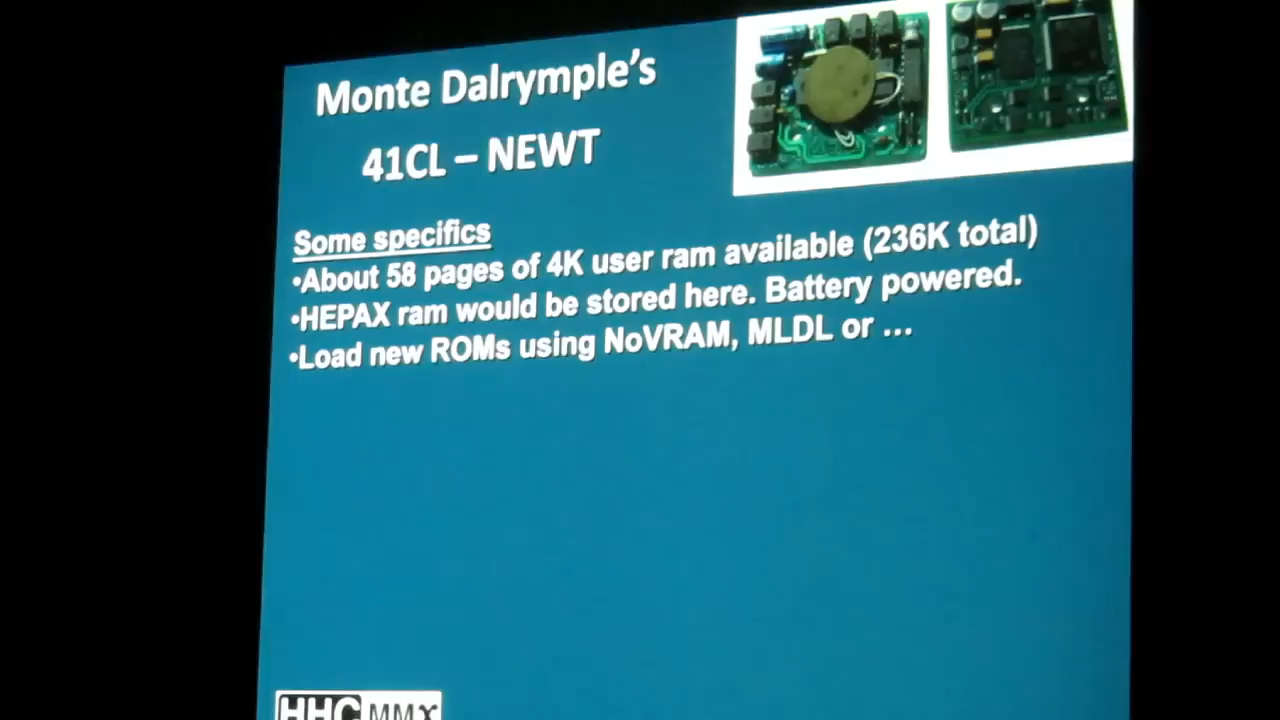 Monte Dalrymple's
41CL – NEWT
Some specifics
•About 58 pages of 4K user ram available (236K total)
•HEPAX ram would be stored here. Battery powered.
•Load new ROMs using NoVRAM, MLDL or ...
HHC MMX